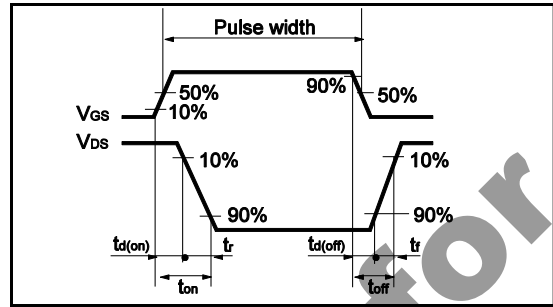 Pulse width
90%
50%
50%
10%
VGS
VDS
10%
10%
90%
90%
td(on)
tr
td(off)
tf
ton
toff
for